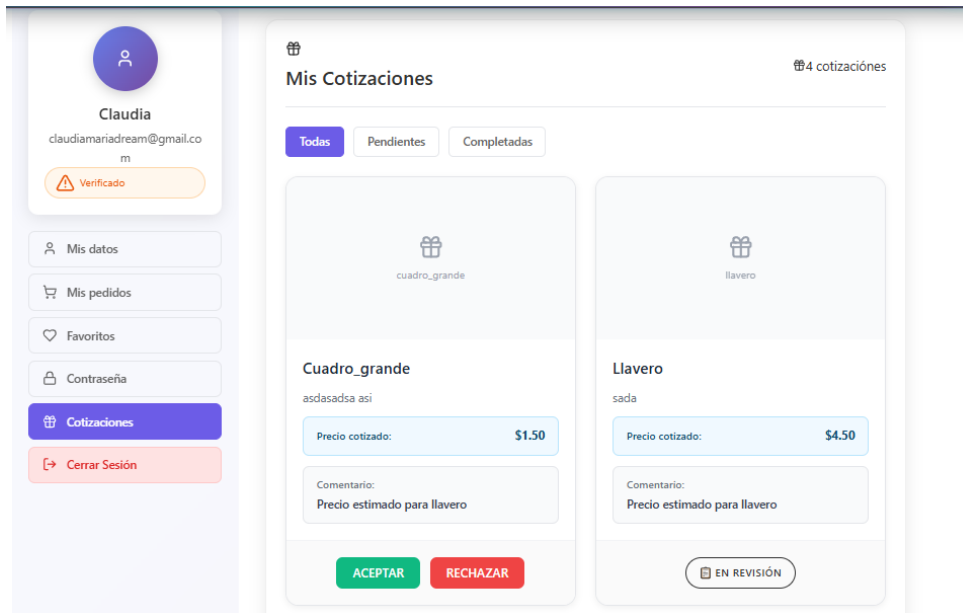 Claudia
claudiamariadream@gmail.co
m
Verificado
Mis datos
Mis pedidos
Favoritos
Contraseña
Cotizaciones
Cerrar Sesión
Mis Cotizaciones
4 cotizaciónes
Todas
Pendientes
Completadas
cuadro_grande
Cuadro_grande
asdasadsa asi
Precio cotizado:
$1.50
Comentario:
Precio estimado para llavero
ACEPTAR
RECHAZAR
llavero
Llavero
sada
Precio cotizado:
$4.50
Comentario:
Precio estimado para llavero
EN REVISIÓN